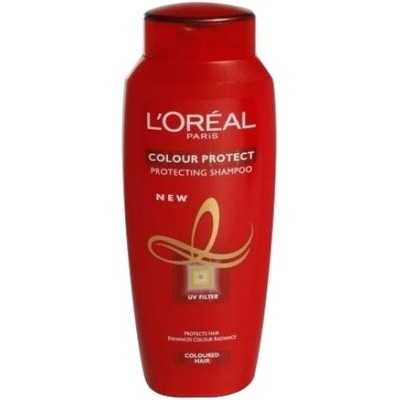 L'ORÉAL
PARIS
COLOUR PROTECT
PROTECTING SHAMPOO
NEW
UV FILTER
PROTECTS HAIR
ENHANCES COLOUR RADIANCE
COLOURED
HAIR